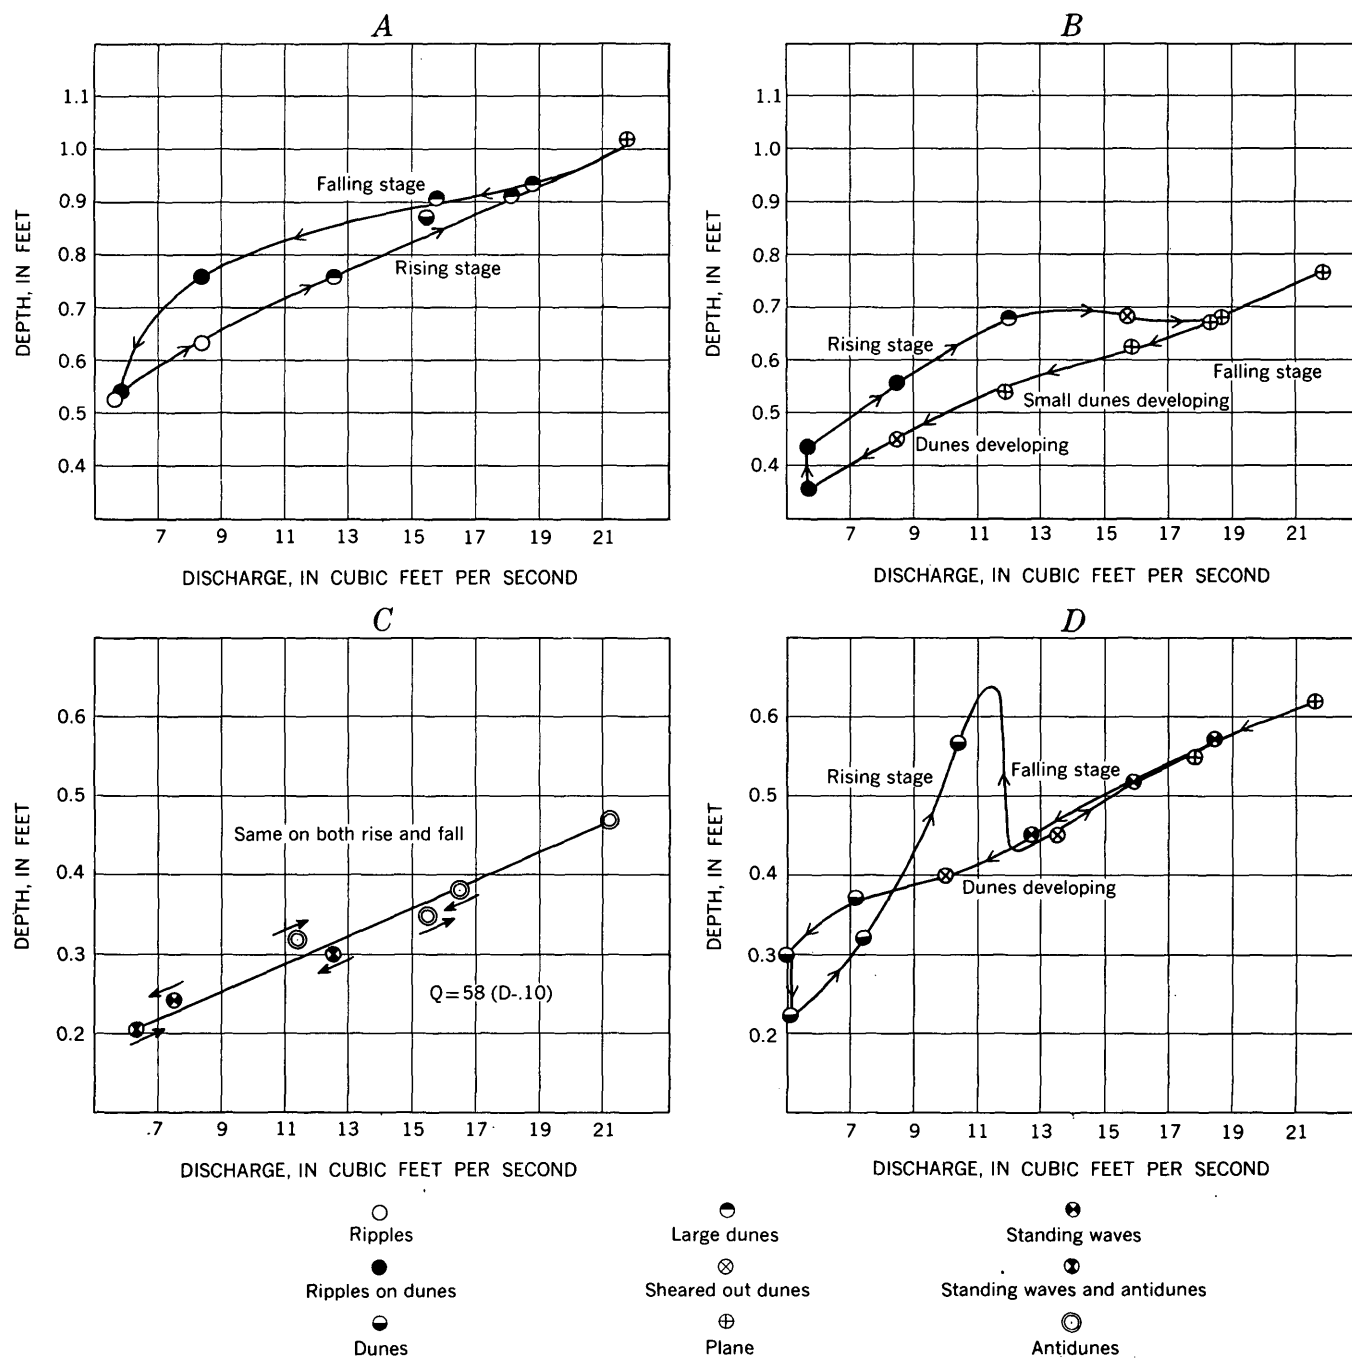 A
1.1
1.0
0.9
0.8
0.7
0.6
0.5
0.4
DEPTH, IN FEET
Falling stage
Rising stage
7 9 11 13 15 17 19 21
DISCHARGE, IN CUBIC FEET PER SECOND
B
1.1
1.0
0.9
0.8
0.7
0.6
0.5
0.4
DEPTH, IN FEET
Rising stage
Falling stage
Small dunes developing
Dunes developing
7 9 11 13 15 17 19 21
DISCHARGE, IN CUBIC FEET PER SECOND
C
0.6
0.5
0.4
0.3
0.2
DEPTH, IN FEET
Same on both rise and fall
Q=58 (D-.10)
7 9 11 13 15 17 19 21
DISCHARGE, IN CUBIC FEET PER SECOND
D
0.6
0.5
0.4
0.3
0.2
DEPTH, IN FEET
Rising stage
Falling stage
Dunes developing
7 9 11 13 15 17 19 21
DISCHARGE, IN CUBIC FEET PER SECOND
Ripples
Large dunes
Standing waves
Ripples on dunes
Sheared out dunes
Standing waves and antidunes
Dunes
Plane
Antidunes